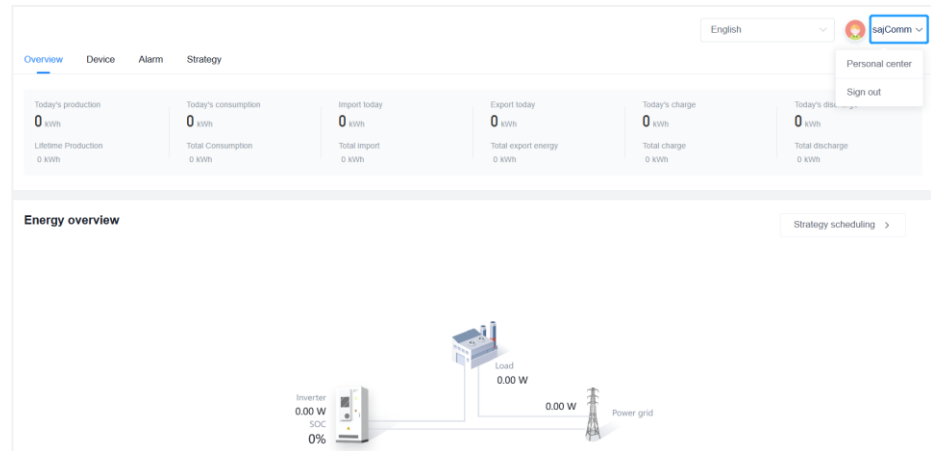 English
sajComm
Overview Device Alarm Strategy
Personal center
Sign out
Today's production Today's consumption Import today Export today Today's charge Today's
0 kWh 0 kWh 0 kWh 0 kWh 0 kWh 0 kWh
Lifetime Production Total Consumption Total import Total export energy Total charge Total discharge
0 kWh 0 kWh 0 kWh 0 kWh 0 kWh 0 kWh
Energy overview
Strategy scheduling >
Load
0.00 W
Inverter
0.00 W
SOC
0%
0.00 W
Power grid